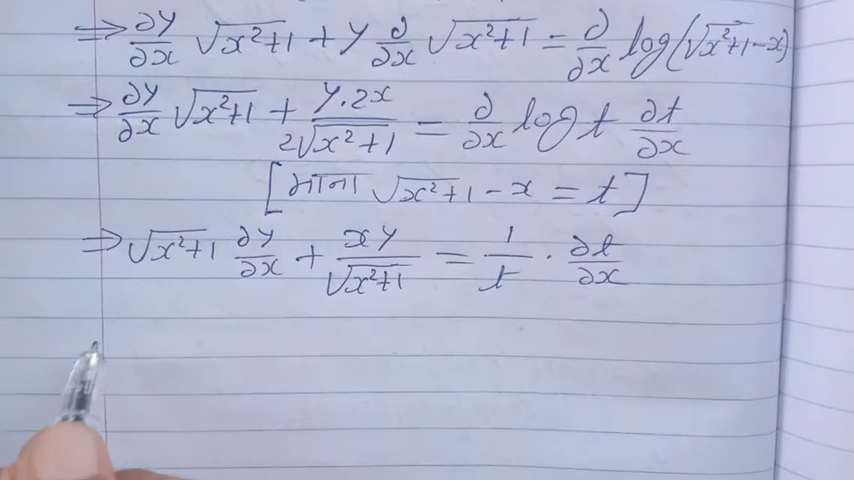 ⇒ ∂y/∂x √(x²+1) + y ∂/∂x √(x²+1) = ∂/∂x log(√(x²+1) - x)
⇒ ∂y/∂x √(x²+1) + y.2x/2√(x²+1) = ∂/∂x log t ∂t/∂x
[माना √(x²+1) - x = t]
⇒ √(x²+1) ∂y/∂x + xy/√(x²+1) = 1/t · ∂t/∂x